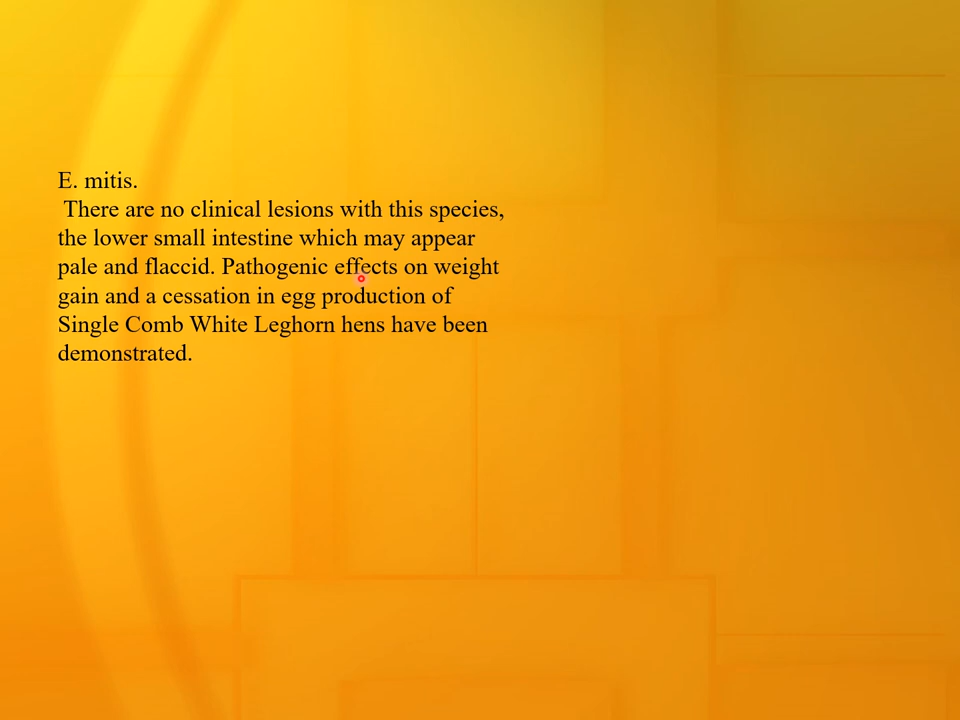 E. mitis.
There are no clinical lesions with this species,
the lower small intestine which may appear
pale and flaccid. Pathogenic effects on weight
gain and a cessation in egg production of
Single Comb White Leghorn hens have been
demonstrated.